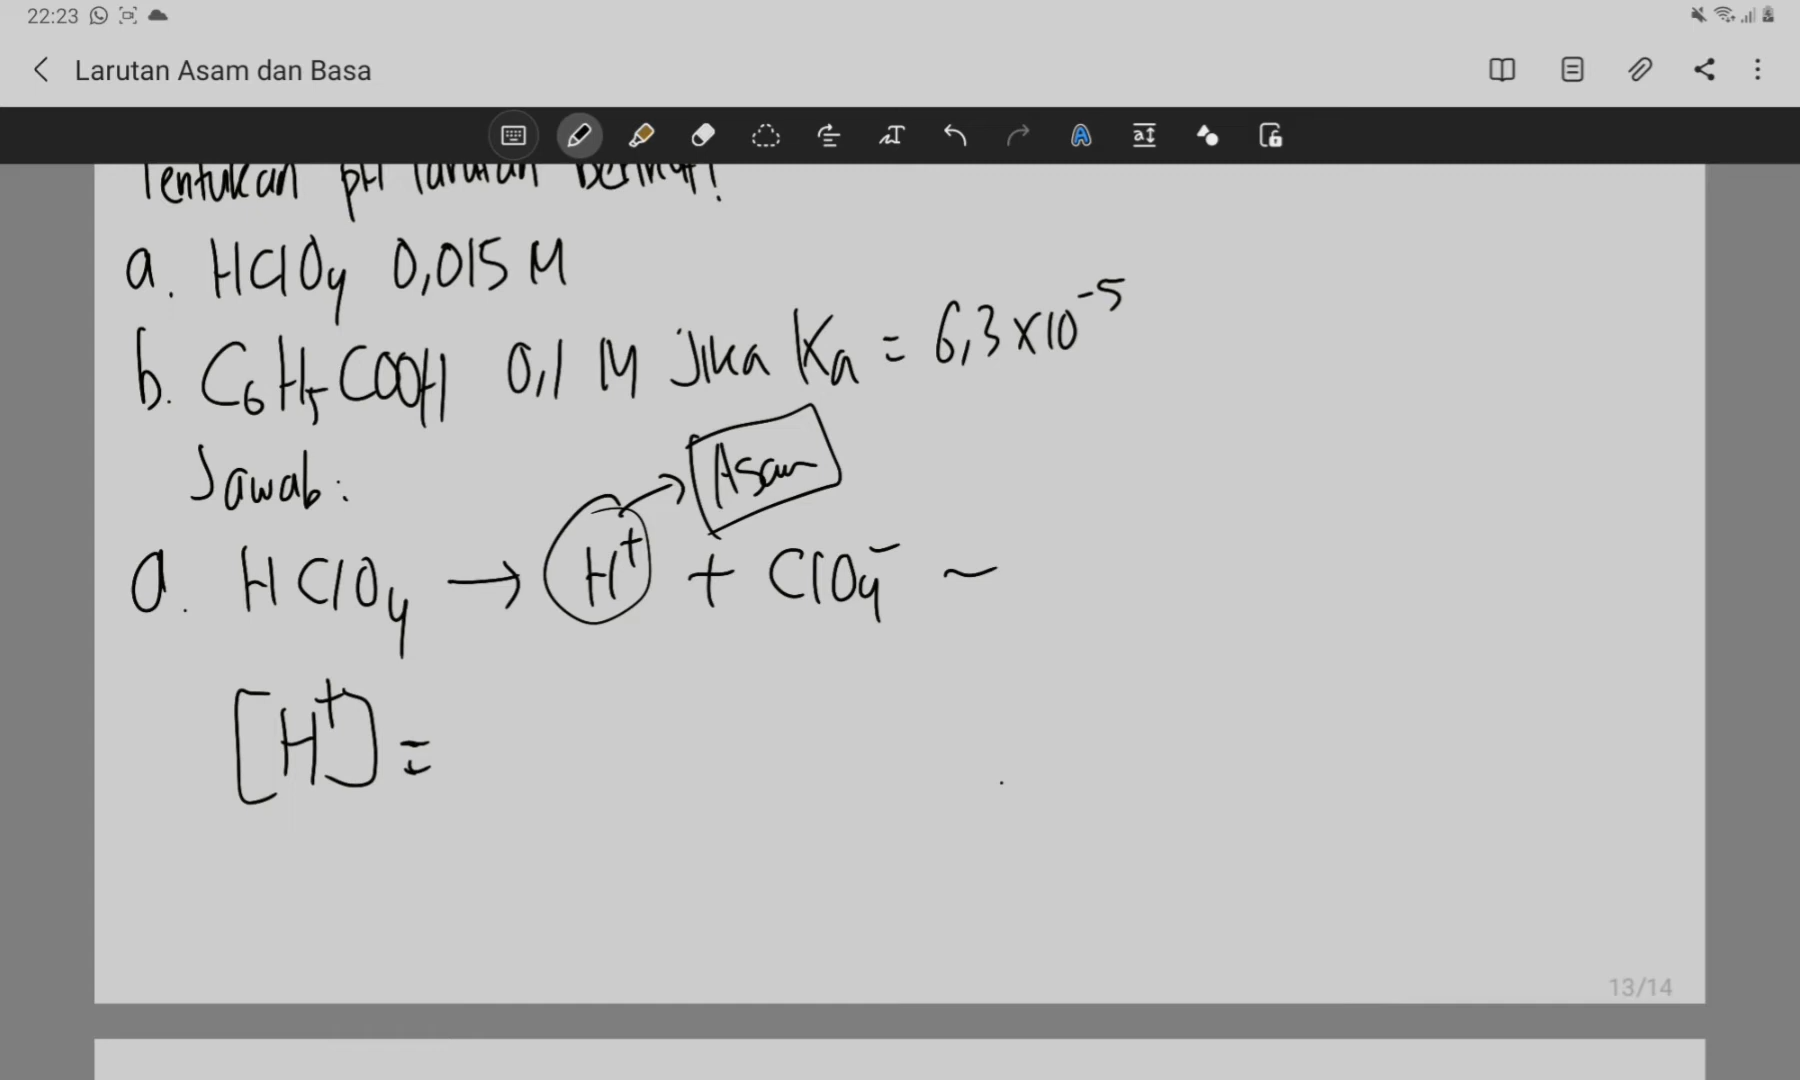 22:23
Larutan Asam dan Basa
Tentukan pH larutan berikut!
a. HClO4 0,015 M
b. C6H5COOH 0,1 M jika Ka = 6,3×10⁻⁵
Jawab:
Asam
a. HClO4 → H⁺ + ClO4⁻ ~
[H⁺] =
13/14